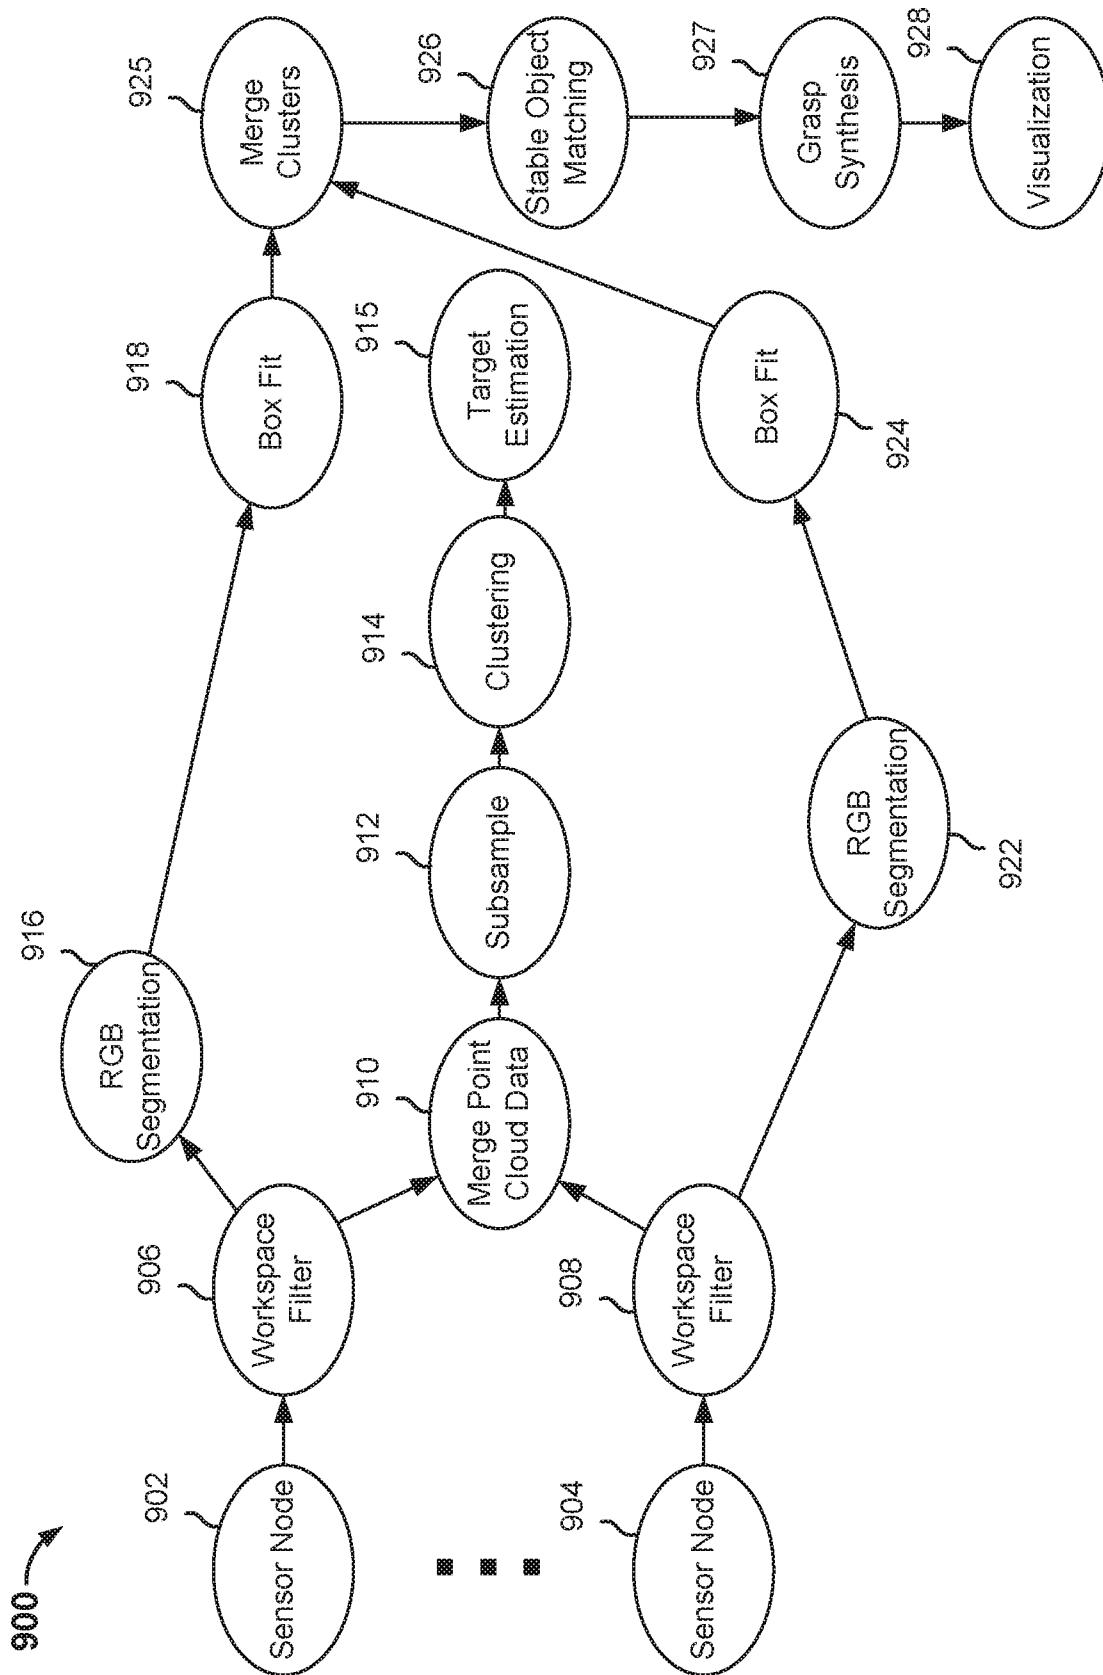 900
902
Sensor Node
904
Sensor Node
906
Workspace
Filter
908
Workspace
Filter
910
Merge Point
Cloud Data
916
RGB
Segmentation
912
Subsample
922
RGB
Segmentation
914
Clustering
918
Box Fit
915
Target
Estimation
924
Box Fit
925
Merge
Clusters
926
Stable Object
Matching
927
Grasp
Synthesis
928
Visualization